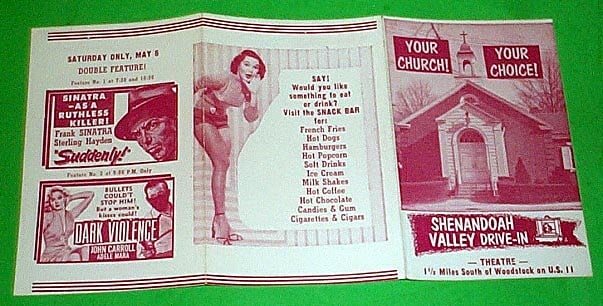 SATURDAY ONLY, MAY 5
DOUBLE FEATURE!
Feature No. 1 at 7:30 and 10:30
SINATRA
-AS A
RUTHLESS
KILLER!
Frank SINATRA
Sterling Hayden
Suddenly!
Feature No. 2 at 9:00 P.M. Only
BULLETS
COULDN'T
STOP HIM!
But a woman's
kisses could!
DARK VIOLENCE
JOHN CARROLL
ADELE MARA
SAY!
Would you like
something to eat
or drink?
Visit the SNACK BAR
for:
French Fries
Hot Dogs
Hamburgers
Hot Popcorn
Soft Drinks
Ice Cream
Milk Shakes
Hot Coffee
Hot Chocolate
Candies & Gum
Cigarettes & Cigars
YOUR
CHURCH!
YOUR
CHOICE!
SHENANDOAH
VALLEY DRIVE-IN
— THEATRE —
1½ Miles South of Woodstock on U.S. 11